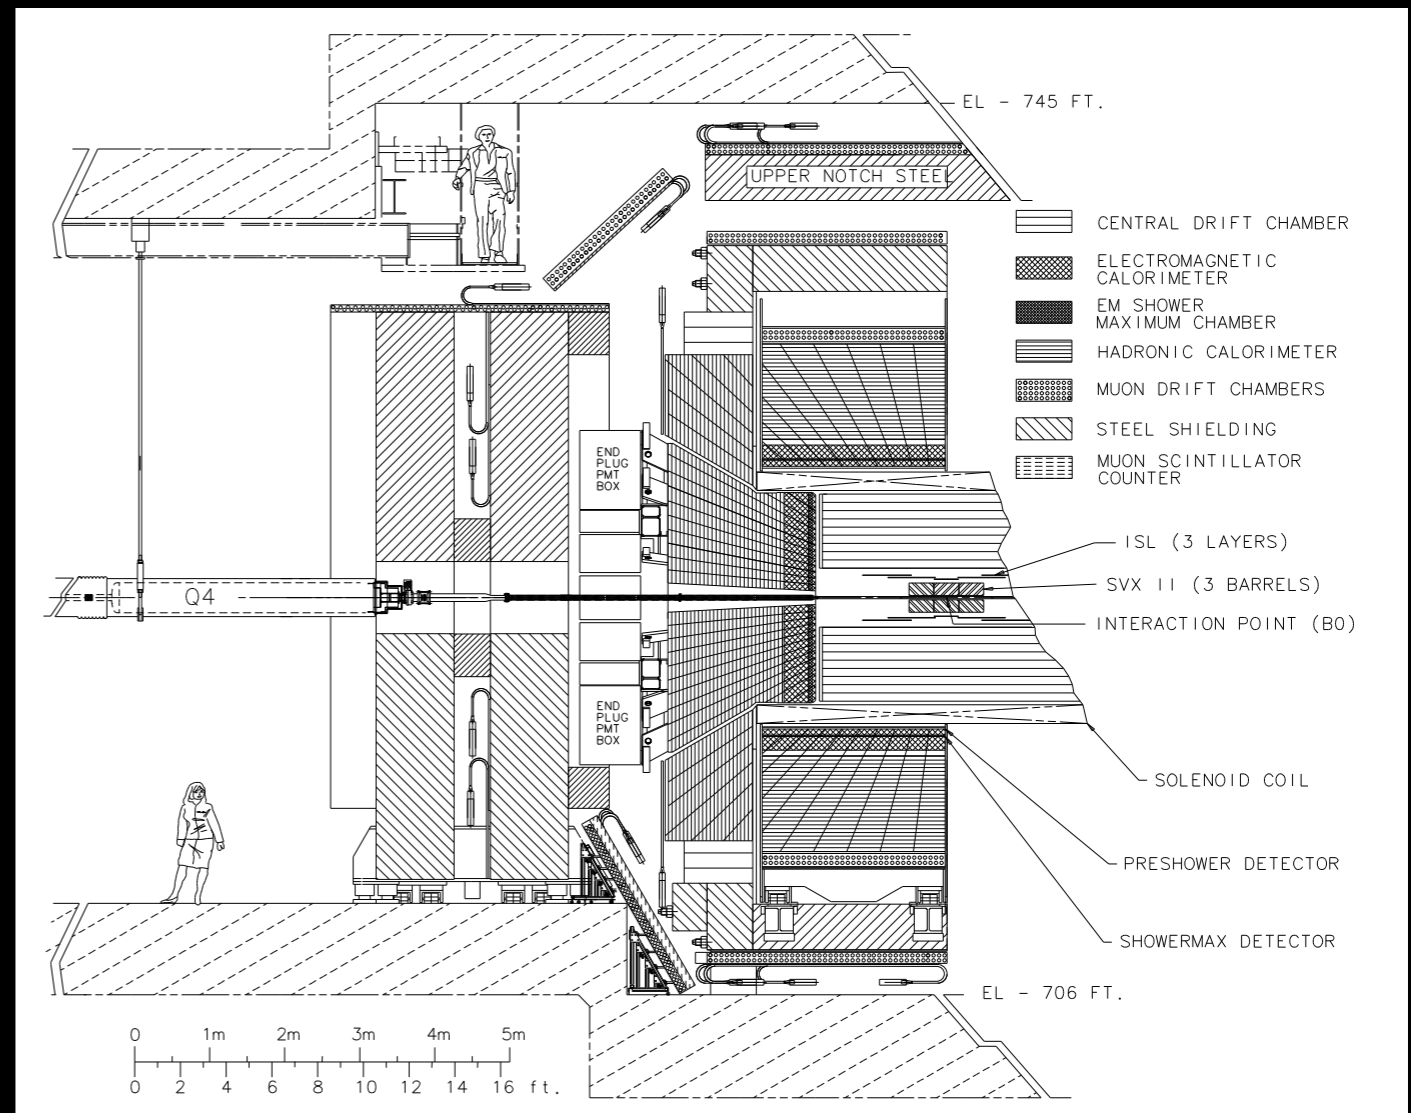 EL - 745 FT.
UPPER NOTCH STEEL
CENTRAL DRIFT CHAMBER
ELECTROMAGNETIC
CALORIMETER
EM SHOWER
MAXIMUM CHAMBER
HADRONIC CALORIMETER
MUON DRIFT CHAMBERS
STEEL SHIELDING
MUON SCINTILLATOR
COUNTER
END
PLUG
PMT
BOX
ISL (3 LAYERS)
SVX II (3 BARRELS)
Q4
INTERACTION POINT (B0)
END
PLUG
PMT
BOX
SOLENOID COIL
PRESHOWER DETECTOR
SHOWERMAX DETECTOR
EL - 706 FT.
0 1m 2m 3m 4m 5m
0 2 4 6 8 10 12 14 16 ft.